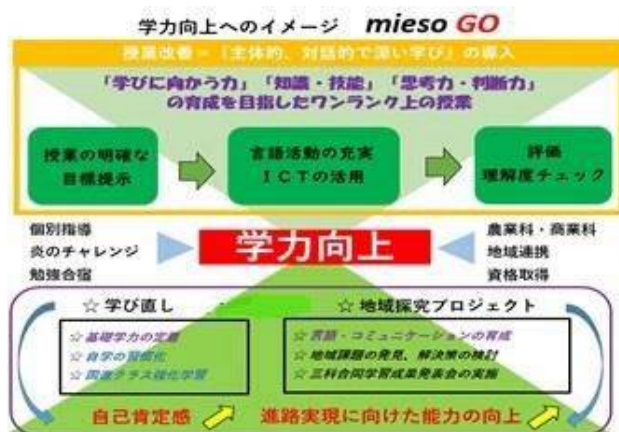 学力向上へのイメージ mieso GO
授業改善＝「主体的、対話的で深い学び」の導入
「学びに向かう力」「知識・技能」「思考力・判断力」
の育成を目指したワンランク上の授業
授業の明確な
目標提示
言語活動の充実
ICTの活用
評価
理解度チェック
個別指導
炎のチャレンジ
勉強合宿
学力向上
農業科・商業科
地域連携
資格取得
☆学び直し
☆地域探究プロジェクト
☆基礎学力の定着
☆自学の習慣化
☆国進クラス強化学習
☆言語・コミュニケーションの育成
☆地域課題の発見、解決策の検討
☆三科合同学習成果発表会の実施
自己肯定感
進路実現に向けた能力の向上